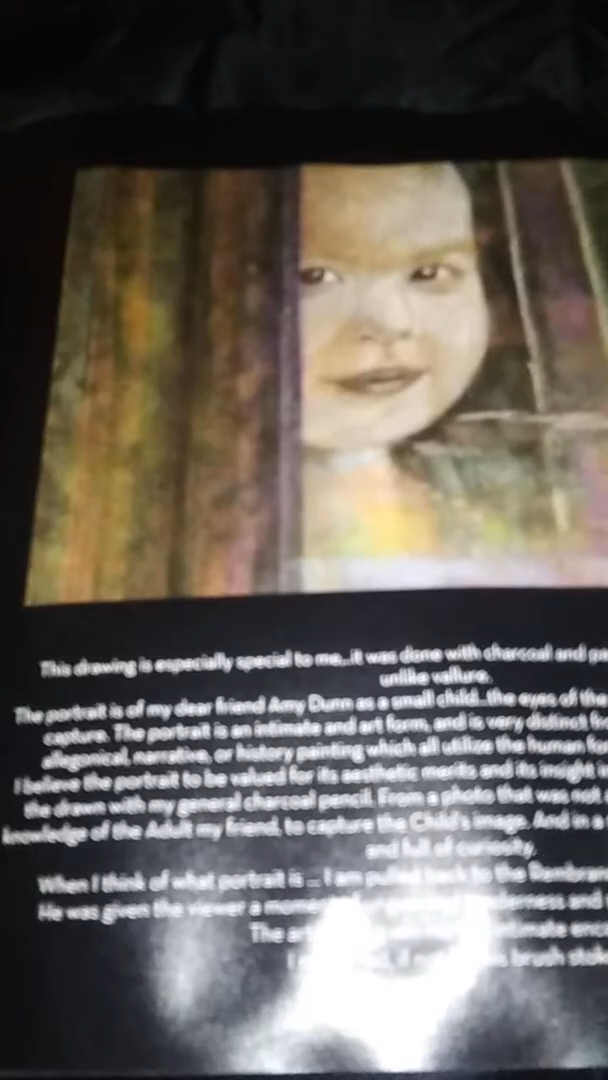 This drawing is especially special to me...it was done with charcoal and pa
unlike vallure.
The portrait is of my dear friend Amy Dunn as a small child...the eyes of the
capture. The portrait is an intimate and art form, and is very distinct fr
allegorical, narrative, or history painting which all utilize the human for
I believe the portrait to be valued for its aesthetic merits and its insight i
the drawn with my general charcoal pencil. From a photo that was not
knowledge of the Adult my friend, to capture the Child's image. And in a
and full of curiosity.
When I think of what portrait is ... I am pulled back to the Rembran
He was given the viewer a mome derness and
The ar ntimate enc
brush stok